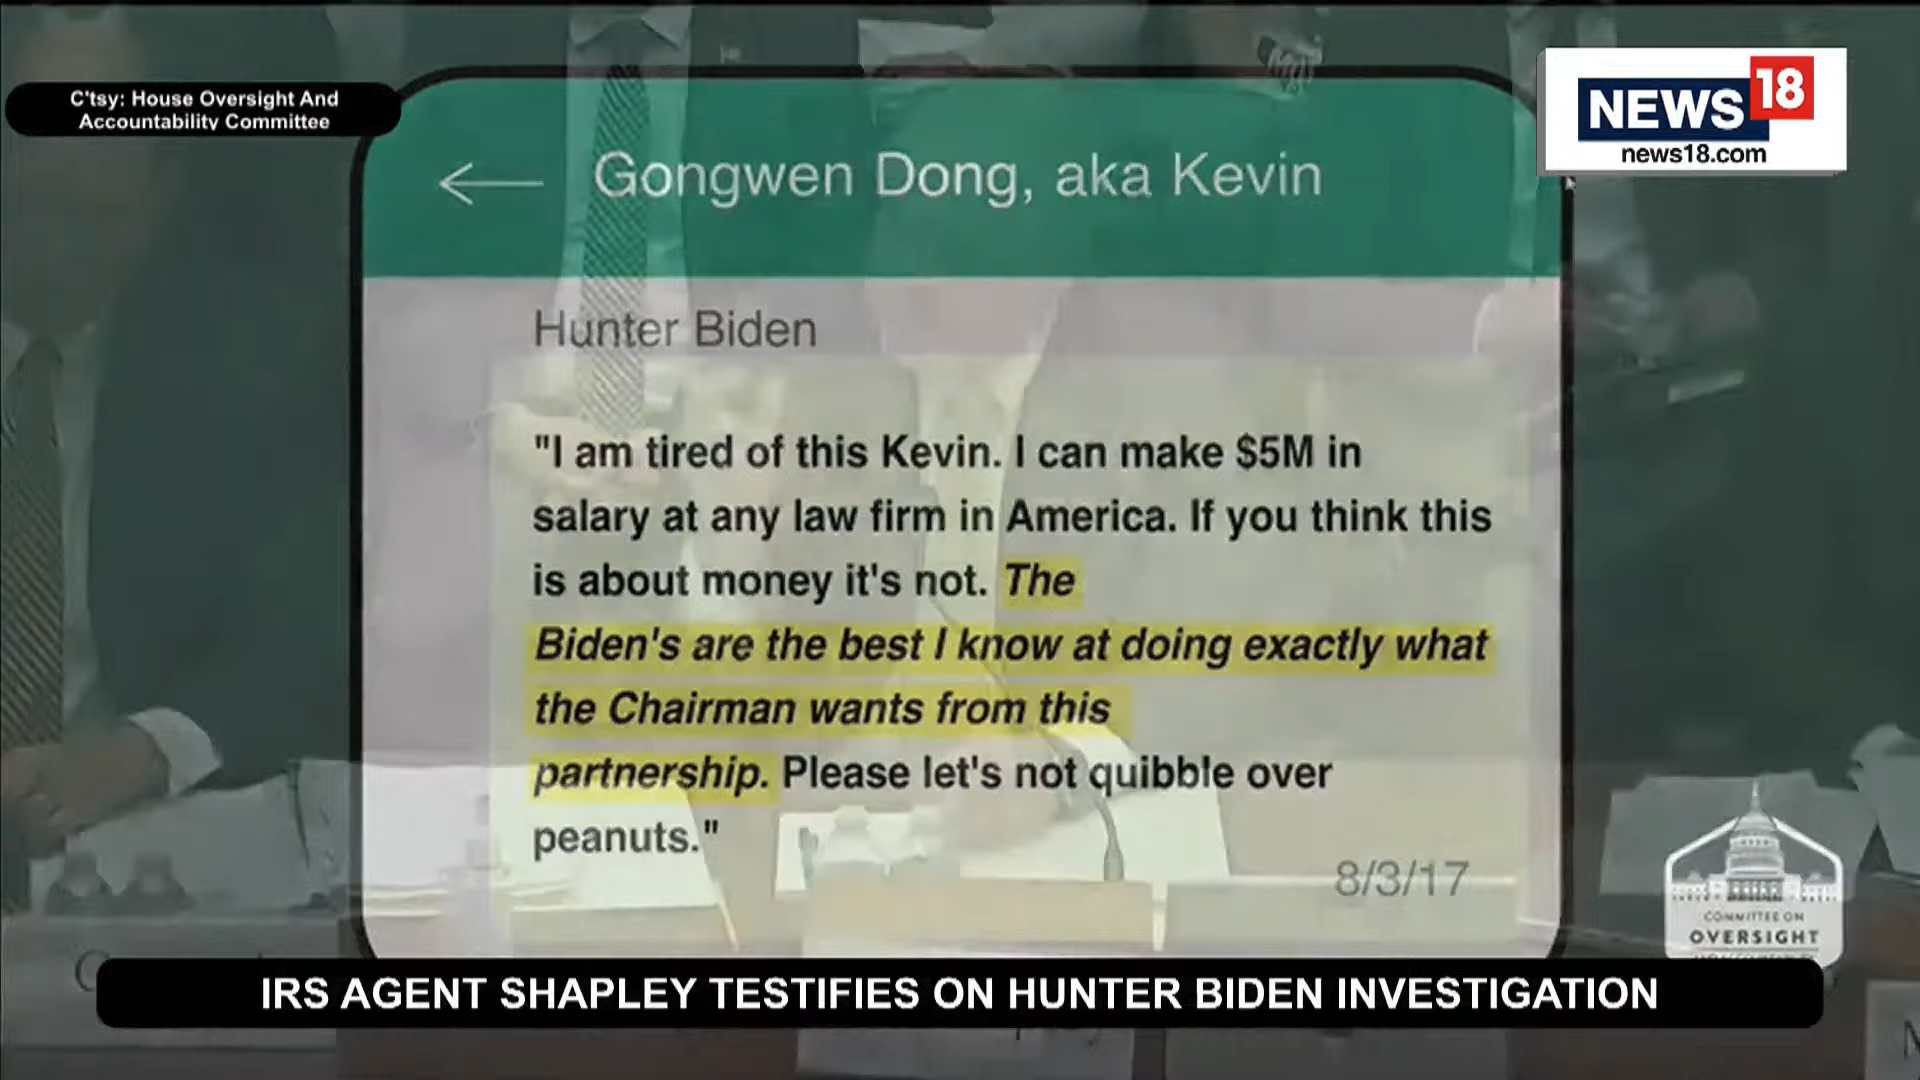 C'tsy: House Oversight And
Accountability Committee
NEWS 18
news18.com
Gongwen Dong, aka Kevin
Hunter Biden
"I am tired of this Kevin. I can make $5M in
salary at any law firm in America. If you think this
is about money it's not. The
Biden's are the best I know at doing exactly what
the Chairman wants from this
partnership. Please let's not quibble over
peanuts."
8/3/17
COMMITTEE ON
OVERSIGHT
IRS AGENT SHAPLEY TESTIFIES ON HUNTER BIDEN INVESTIGATION